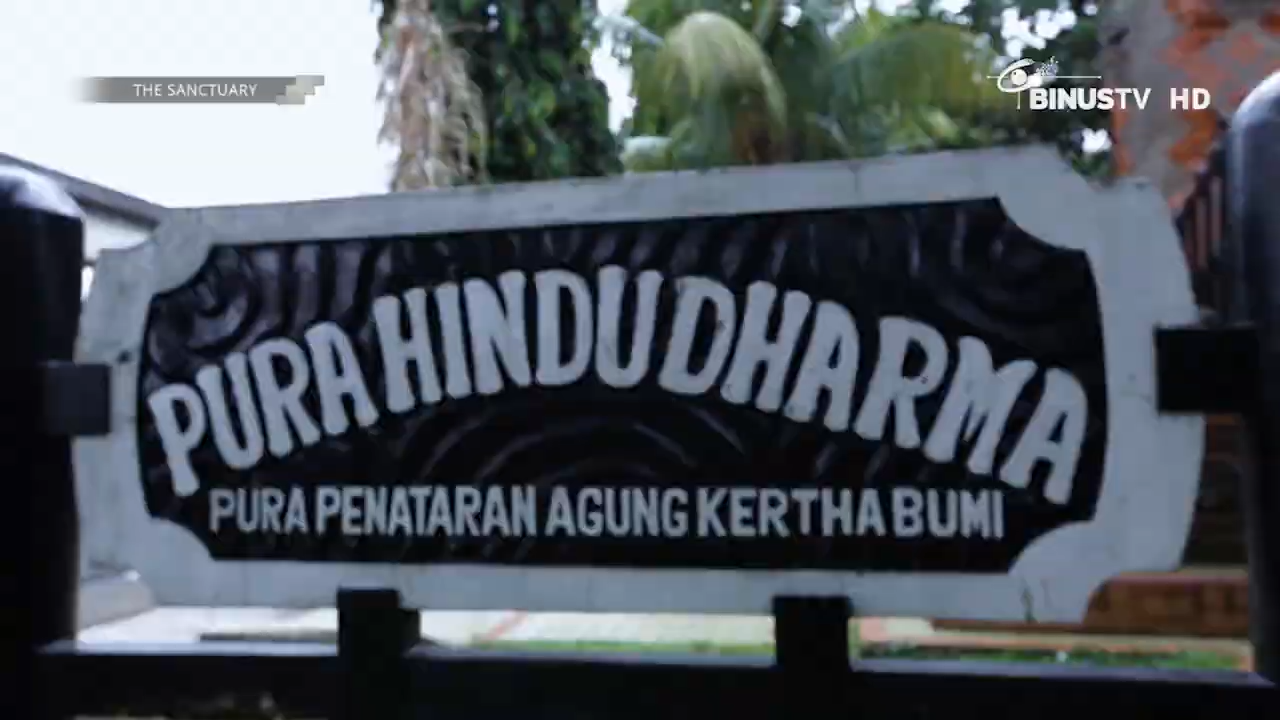 THE SANCTUARY
BINUSTV HD
PURA HINDU DHARMA
PURA PENATARAN AGUNG KERTHA BUMI